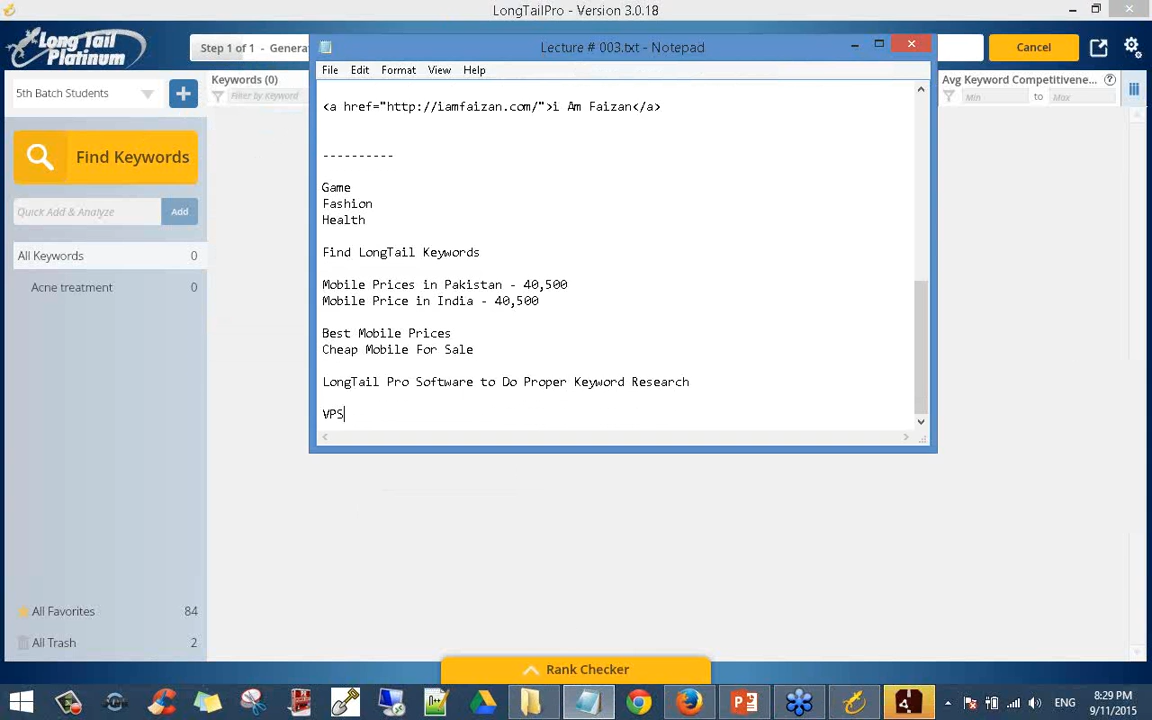 LongTailPro - Version 3.0.18
Long Tail
Platinum
Step 1 of 1 - Genera
Cancel
Lecture # 003.txt - Notepad
File Edit Format View Help
5th Batch Students
Keywords (0)
Filter by Keyword
Avg Keyword Competitivene...
Min to Max
Find Keywords
Quick Add & Analyze
Add
All Keywords 0
Acne treatment 0
<a href="http://iamfaizan.com/">i Am Faizan</a>
----------
Game
Fashion
Health
Find LongTail Keywords
Mobile Prices in Pakistan - 40,500
Mobile Price in India - 40,500
Best Mobile Prices
Cheap Mobile For Sale
LongTail Pro Software to Do Proper Keyword Research
VPS
All Favorites 84
All Trash 2
Rank Checker
ENG
8:29 PM
9/11/2015